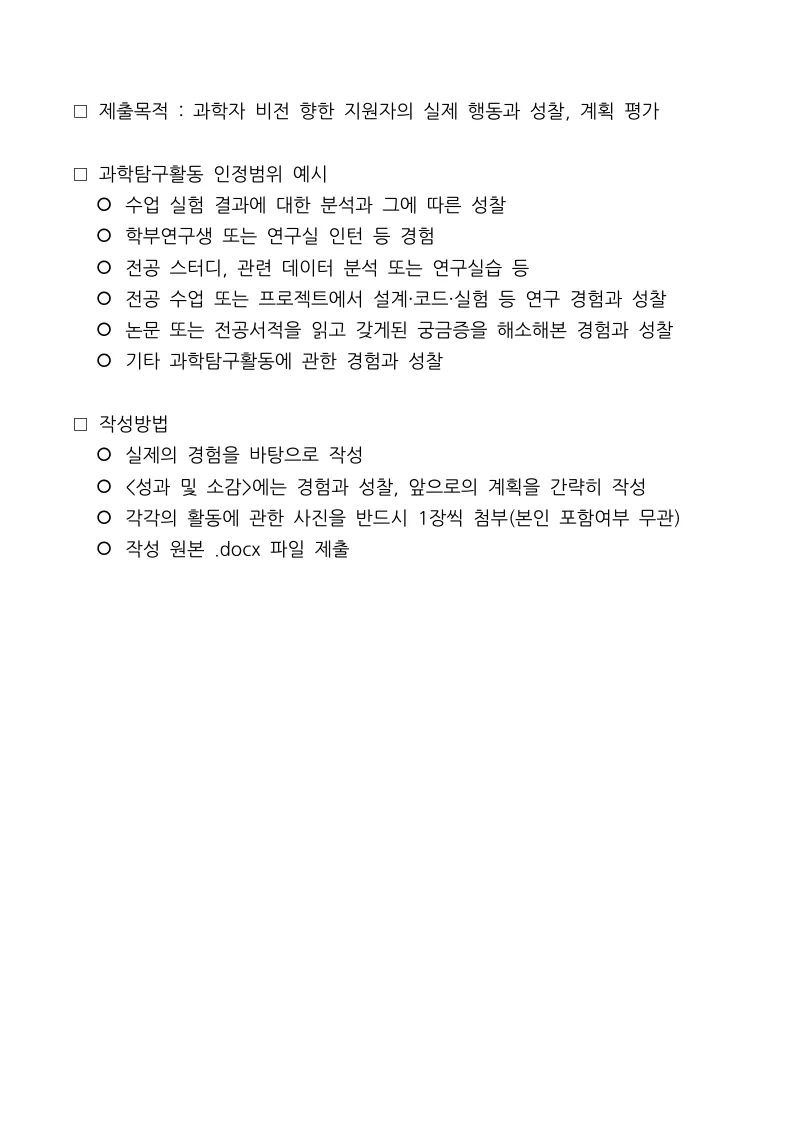 □ 제출목적 : 과학자 비전 향한 지원자의 실제 행동과 성찰, 계획 평가
□ 과학탐구활동 인정범위 예시
○ 수업 실험 결과에 대한 분석과 그에 따른 성찰
○ 학부연구생 또는 연구실 인턴 등 경험
○ 전공 스터디, 관련 데이터 분석 또는 연구실습 등
○ 전공 수업 또는 프로젝트에서 설계·코드·실험 등 연구 경험과 성찰
○ 논문 또는 전공서적을 읽고 갖게된 궁금증을 해소해본 경험과 성찰
○ 기타 과학탐구활동에 관한 경험과 성찰
□ 작성방법
○ 실제의 경험을 바탕으로 작성
○ <성과 및 소감>에는 경험과 성찰, 앞으로의 계획을 간략히 작성
○ 각각의 활동에 관한 사진을 반드시 1장씩 첨부(본인 포함여부 무관)
○ 작성 원본 .docx 파일 제출